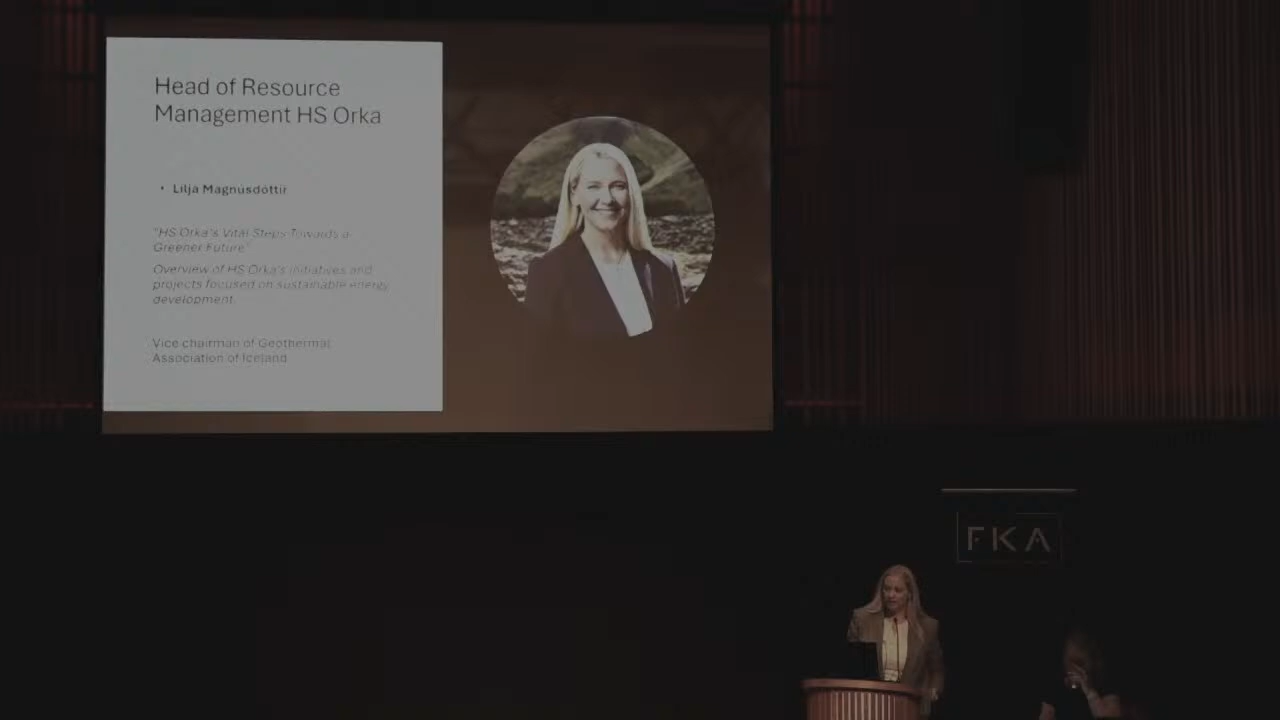 Head of Resource
Management HS Orka
• Lilja Magnúsdóttir
"HS Orka's Vital Steps Towards a
Greener Future"
Overview of HS Orka's initiatives and
projects focused on sustainable energy
development.
Vice chairman of Geothermal
Association of Iceland
FKA